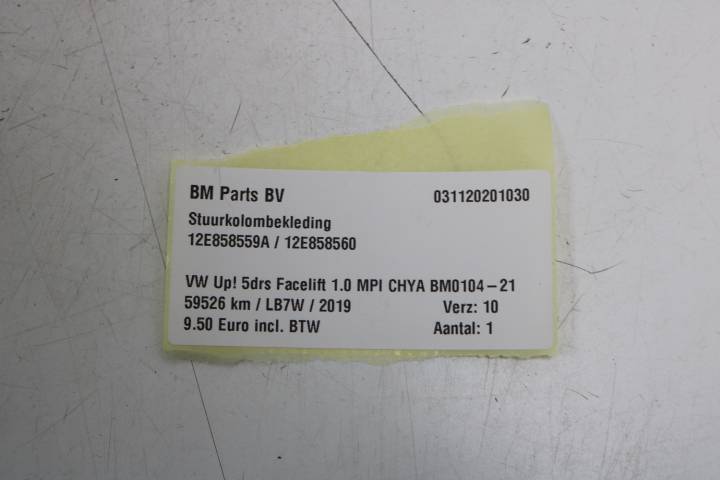 BM Parts BV 031120201030
Stuurkolombekleding
12E858559A / 12E858560
VW Up! 5drs Facelift 1.0 MPI CHYA BM0104-21
59526 km / LB7W / 2019 Verz: 10
9.50 Euro incl. BTW Aantal: 1